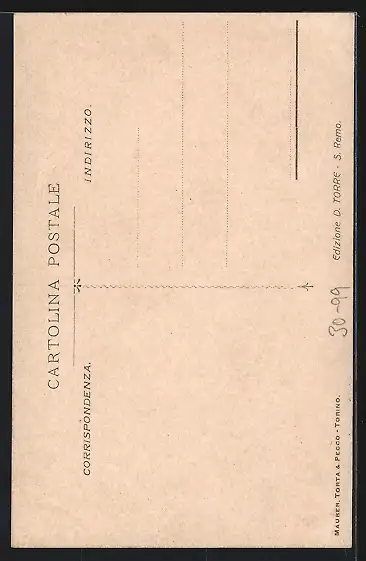 CARTOLINA POSTALE
CORRISPONDENZA.
INDIRIZZO.
30-99
MAURER, TORTA & PECCO - TORINO.
Edizione D. TORRE - S. Remo.